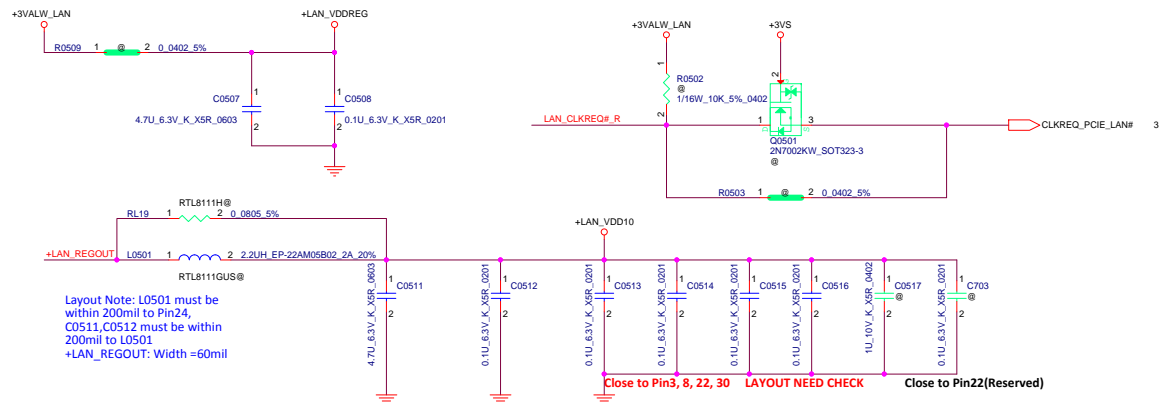 +3VALW_LAN
+LAN_VDDREG
R0509 1 @ 2 0_0402_5%
1
C0507
4.7U_6.3V_K_X5R_0603
2
1
C0508
0.1U_6.3V_K_X5R_0201
2
+3VALW_LAN
+3VS
1
R0502
@
1/16W_10K_5%_0402
2
2
G
LAN_CLKREQ#_R
1 D
S 3
CLKREQ_PCIE_LAN# 3
Q0501
2N7002KW_SOT323-3
@
R0503 1 @ 2 0_0402_5%
RTL8111H@
RL19 1 2 0_0805_5%
+LAN_REGOUT
L0501 1 2 2.2UH_EP-22AM05B02_2A_20%
RTL8111GUS@
+LAN_VDD10
Layout Note: L0501 must be
within 200mil to Pin24,
C0511,C0512 must be within
200mil to L0501
+LAN_REGOUT: Width =60mil
4.7U_6.3V_K_X5R_0603
1
C0511
2
0.1U_6.3V_K_X5R_0201
1
C0512
2
0.1U_6.3V_K_X5R_0201
1
C0513
2
0.1U_6.3V_K_X5R_0201
1
C0514
2
0.1U_6.3V_K_X5R_0201
1
C0515
2
0.1U_6.3V_K_X5R_0201
1
C0516
2
1U_10V_K_X5R_0402
1
C0517
@
2
0.1U_6.3V_K_X5R_0201
1
C703
@
2
Close to Pin3, 8, 22, 30 LAYOUT NEED CHECK
Close to Pin22(Reserved)